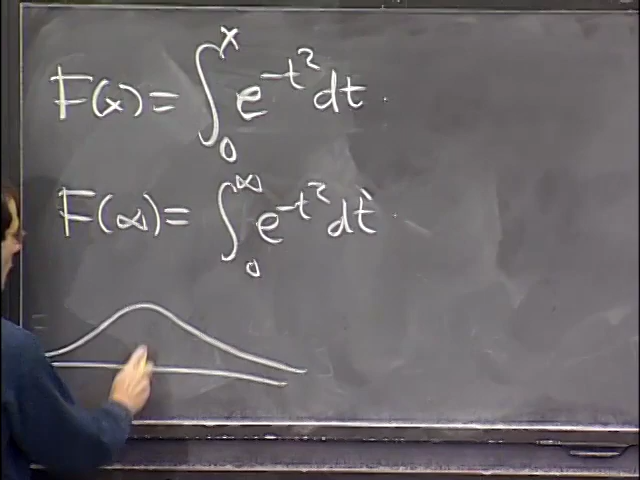 F(x) = ∫₀ˣ e^{-t²} dt.
F(∞) = ∫₀^∞ e^{-t²} dt.